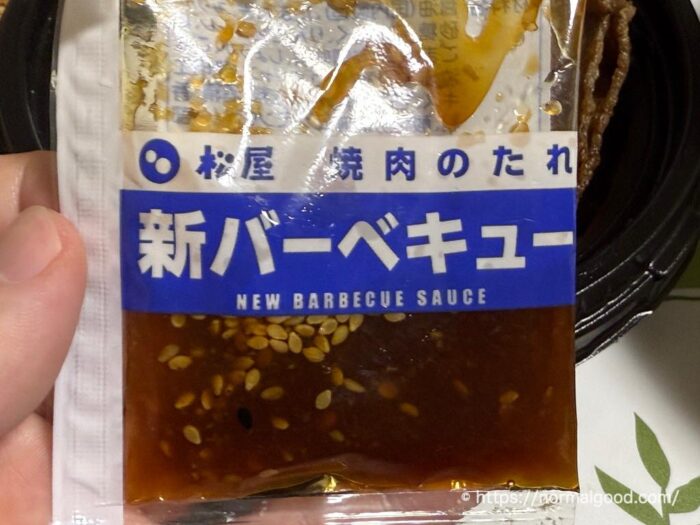 松屋 焼肉のたれ
新バーベキュー
NEW BARBECUE SAUCE
© https://normalgood.com/